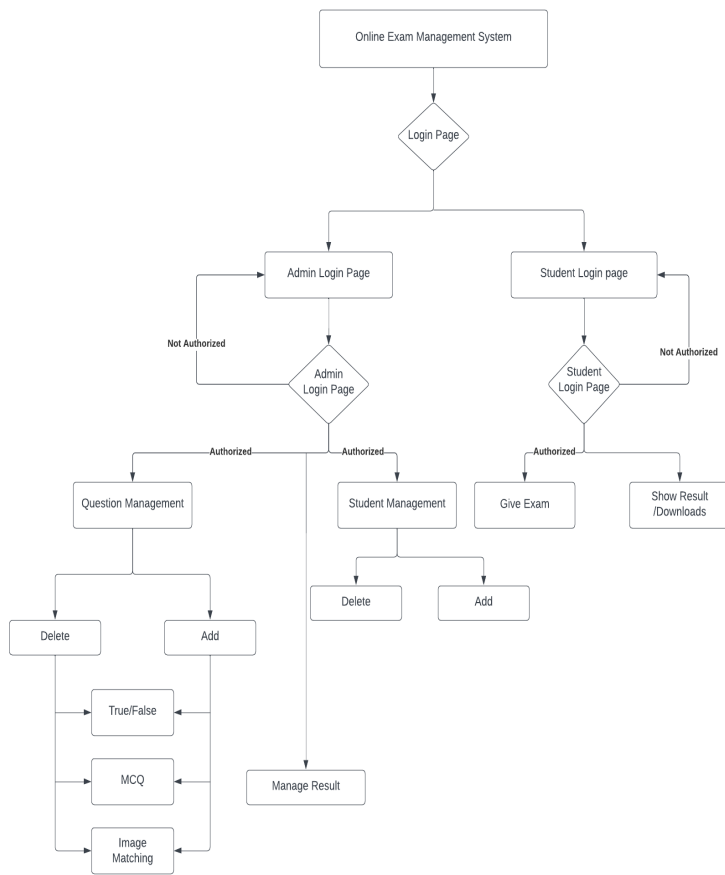 Online Exam Management System
Login Page
Admin Login Page
Student Login page
Not Authorized
Not Authorized
Admin
Login Page
Student
Login Page
Authorized
Authorized
Authorized
Question Management
Student Management
Give Exam
Show Result
/Downloads
Delete
Add
Delete
Add
True/False
MCQ
Manage Result
Image
Matching